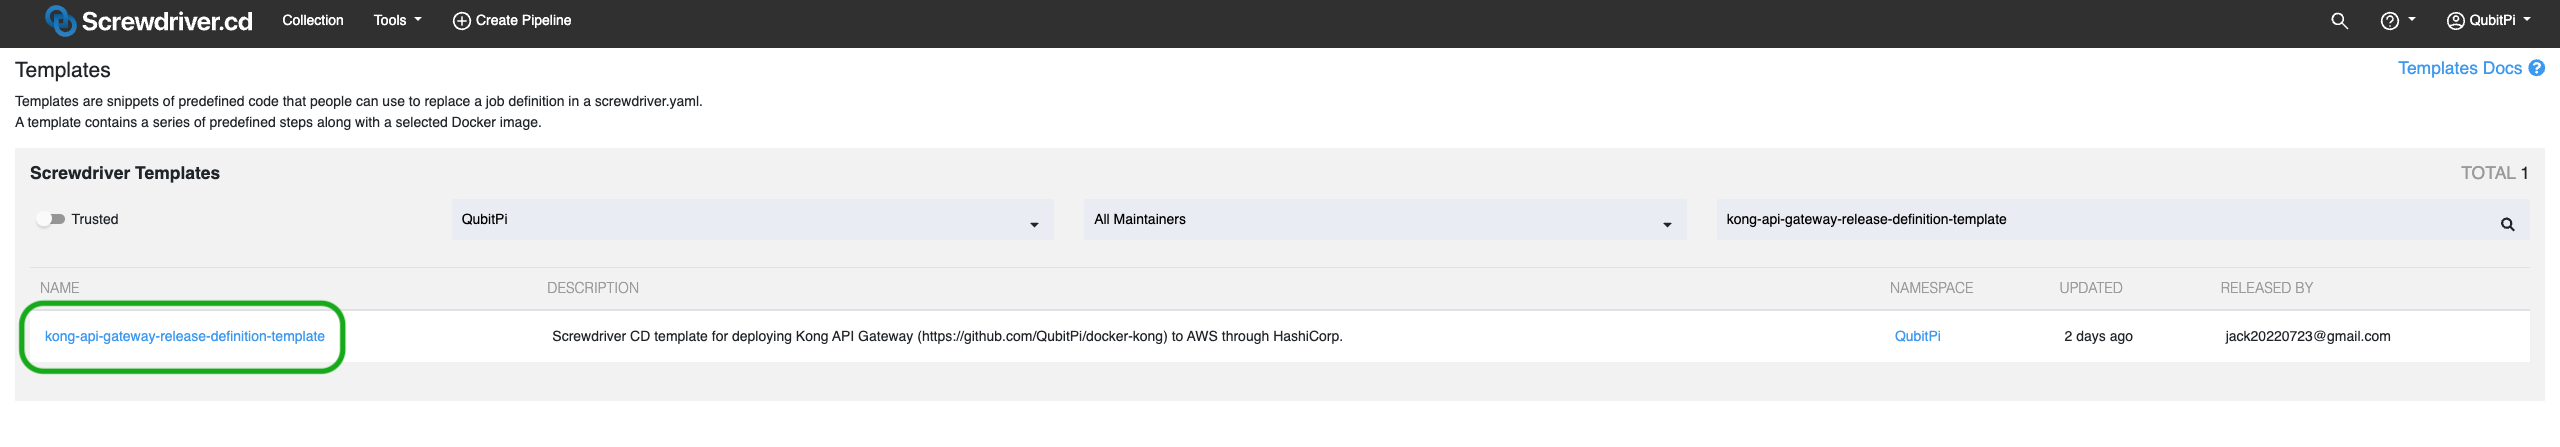 Screwdriver.cd Collection Tools Create Pipeline QubitPi
Templates
Templates Docs
Templates are snippets of predefined code that people can use to replace a job definition in a screwdriver.yaml.
A template contains a series of predefined steps along with a selected Docker image.
Screwdriver Templates TOTAL 1
Trusted QubitPi All Maintainers kong-api-gateway-release-definition-template
NAME DESCRIPTION NAMESPACE UPDATED RELEASED BY
kong-api-gateway-release-definition-template Screwdriver CD template for deploying Kong API Gateway (https://github.com/QubitPi/docker-kong) to AWS through HashiCorp. QubitPi 2 days ago jack20220723@gmail.com